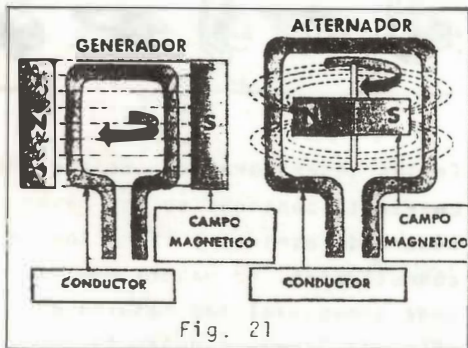 GENERADOR
ALTERNADOR
S
N
S
CAMPO
MAGNETICO
CAMPO
MAGNETICO
CONDUCTOR
CONDUCTOR
Fig. 21